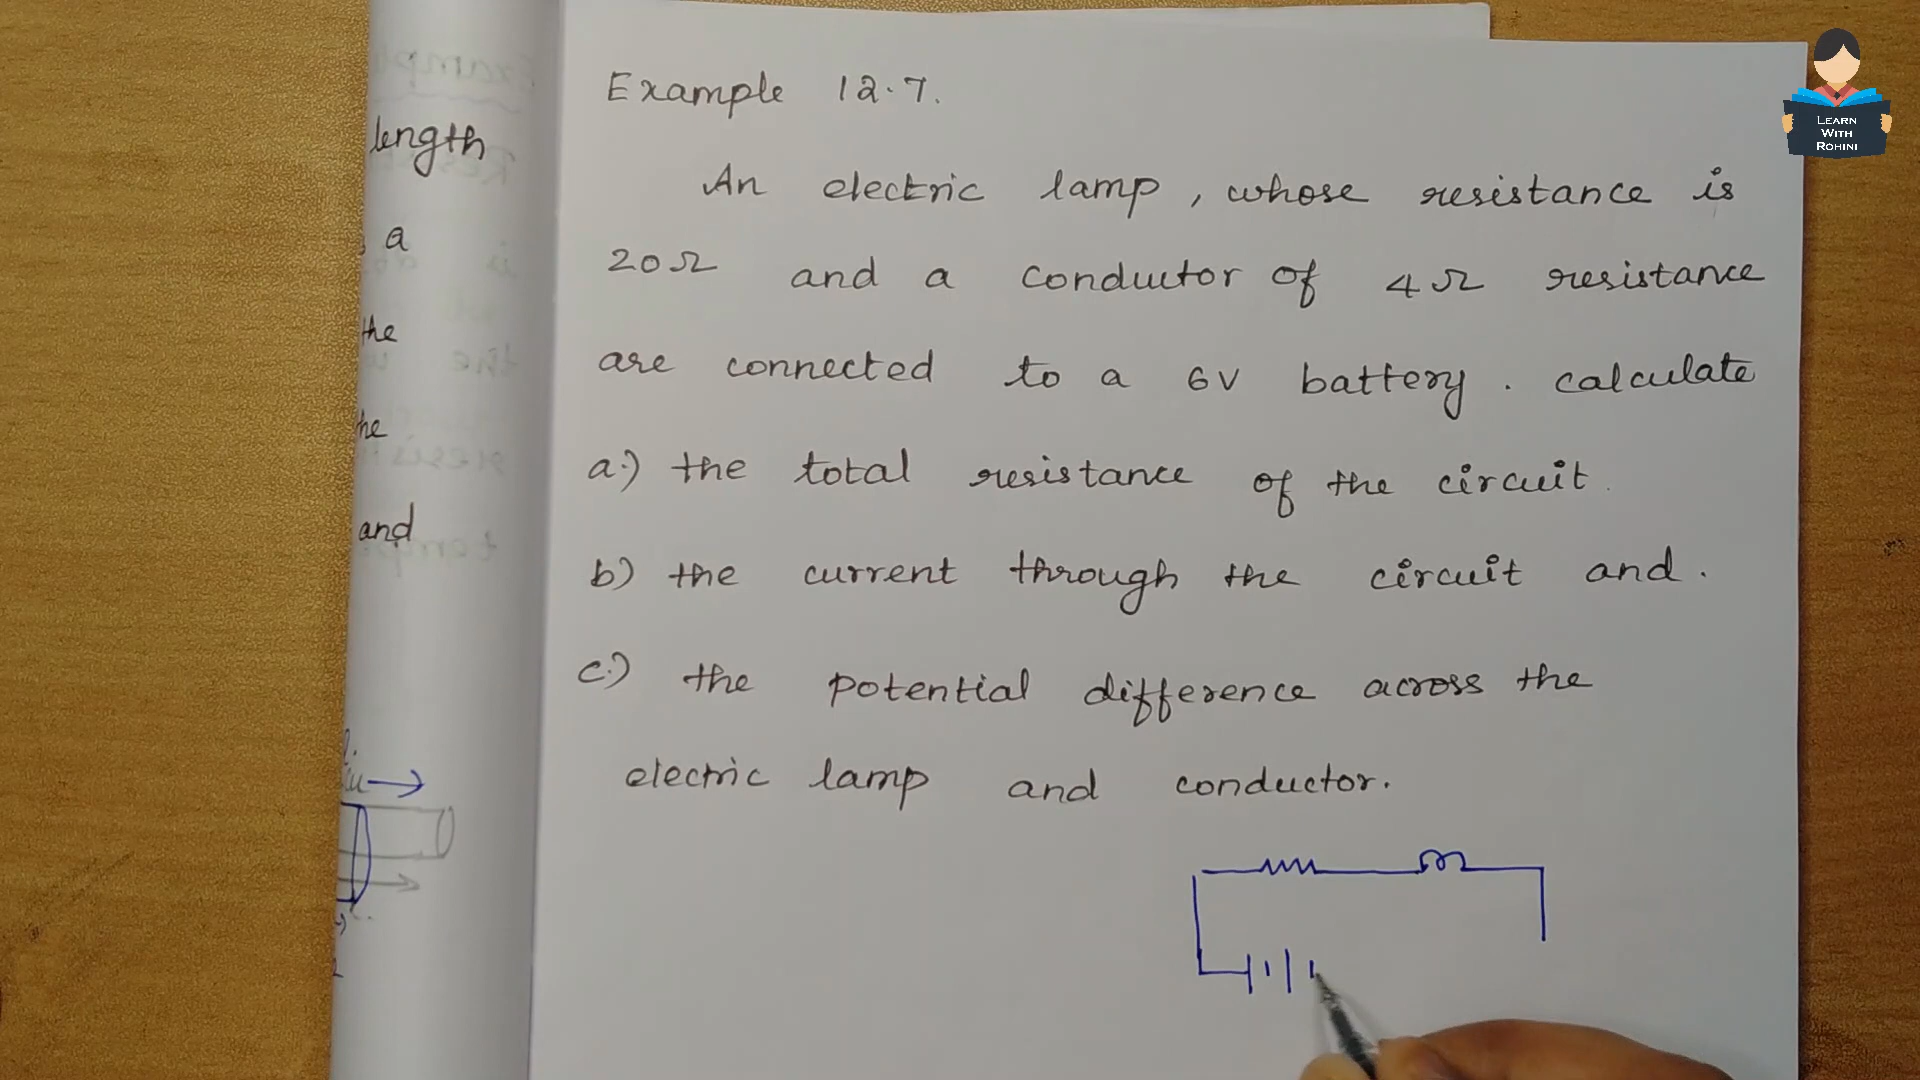 Example 12.7.
An electric lamp, whose resistance is
20Ω and a conductor of 4Ω resistance
are connected to a 6V battery. calculate
a.) the total resistance of the circuit.
b) the current through the circuit and.
c.) the potential difference across the
electric lamp and conductor.
length
a
the
he
and
LEARN
WITH
ROHINI